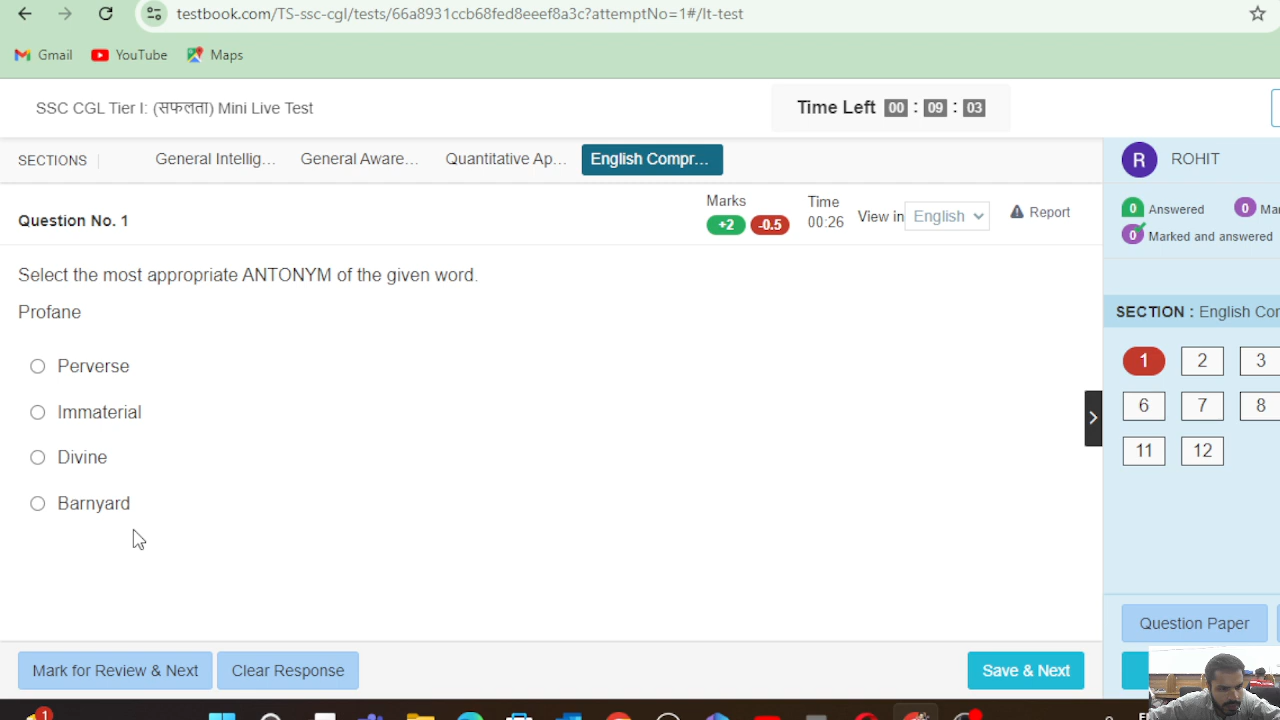 testbook.com/TS-ssc-cgl/tests/66a8931ccb68fed8eeef8a3c?attemptNo=1#/lt-test
Gmail YouTube Maps
SSC CGL Tier I: (सफलता) Mini Live Test
Time Left 00 : 09 : 03
SECTIONS
General Intellig... General Aware... Quantitative Ap... English Compr...
R ROHIT
Question No. 1
Marks
+2 -0.5
Time
00:26
View in English
Report
0 Answered 0 Ma
0 Marked and answered
Select the most appropriate ANTONYM of the given word.
Profane
Perverse
Immaterial
Divine
Barnyard
SECTION : English Con
1 2 3
6 7 8
11 12
Question Paper
Mark for Review & Next Clear Response Save & Next
1